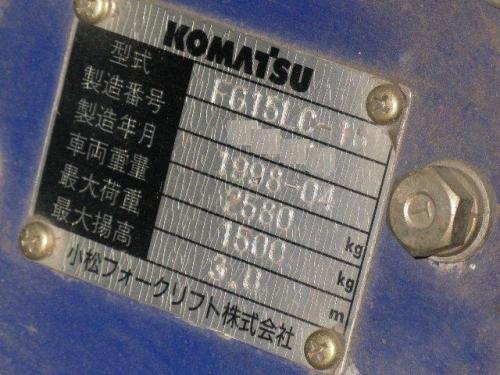 KOMATSU
型式 FG15LC-16
製造番号
製造年月 1998-04
車両重量 2580 kg
最大荷重 1500 kg
最大揚高 3.0 m
小松フォークリフト株式会社